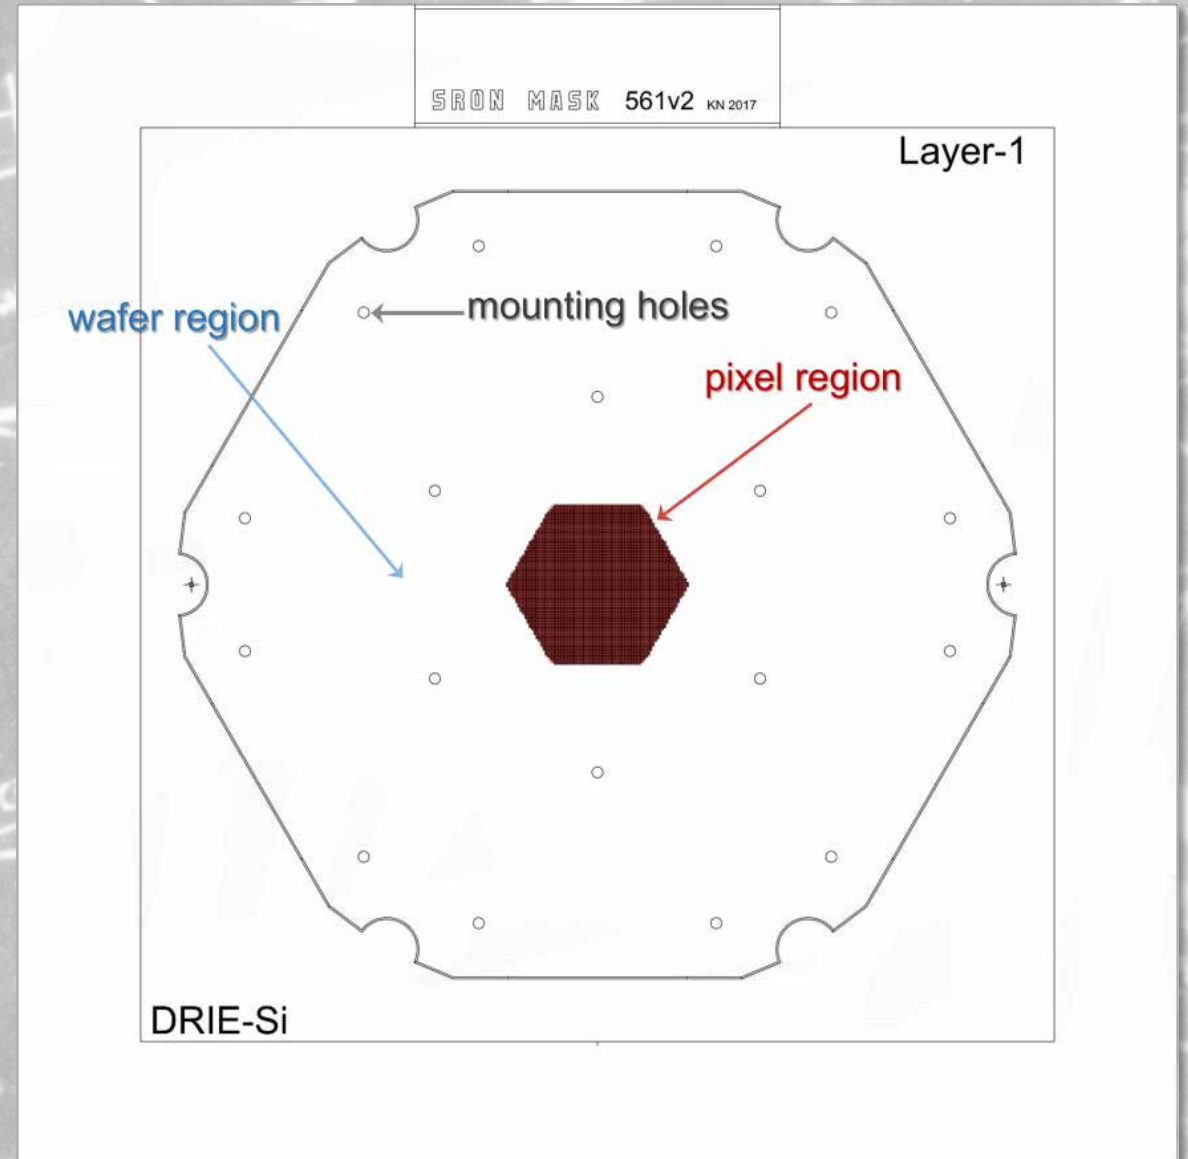 SRON MASK 561v2 KN 2017
Layer-1
mounting holes
wafer region
pixel region
DRIE-Si